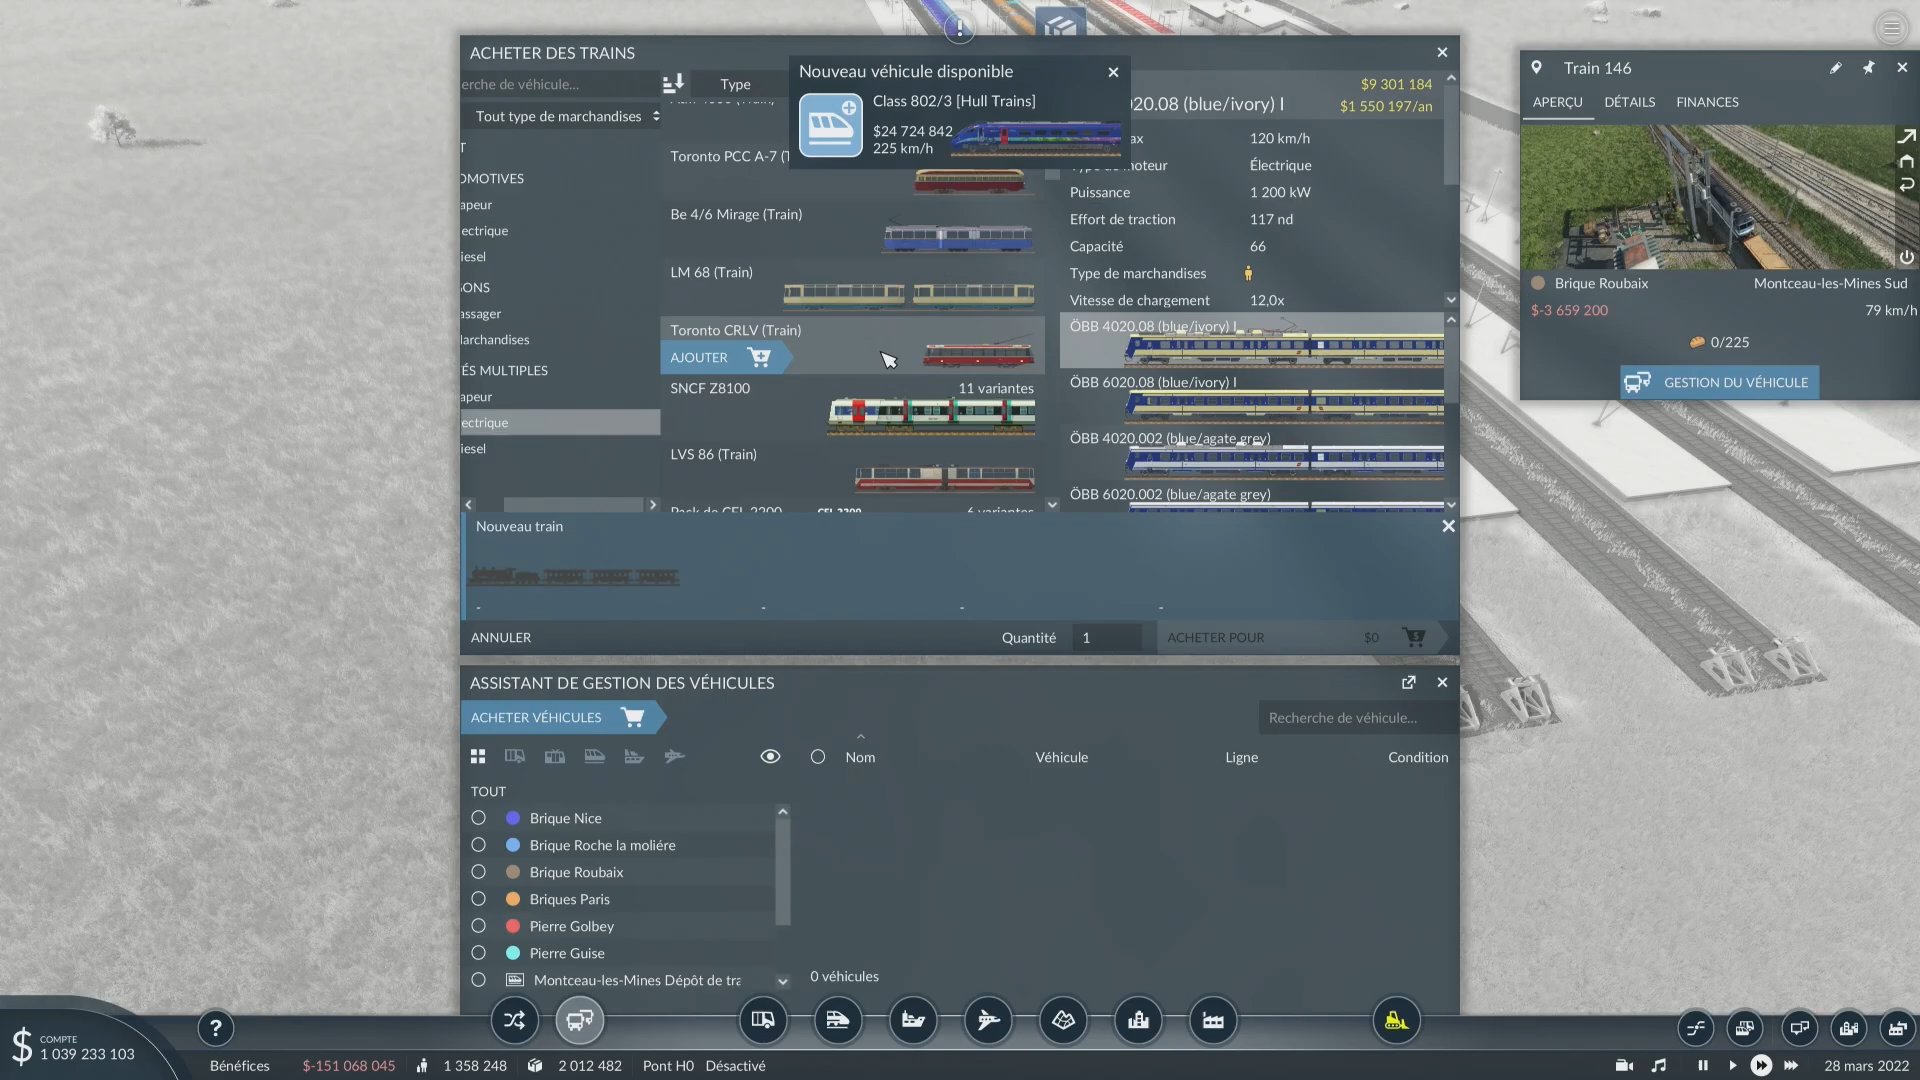 ACHETER DES TRAINS
erche de véhicule...
Type
Tout type de marchandises
T
OMOTIVES
apeur
ectrique
iesel
ONS
assager
archandises
ÉS MULTIPLES
apeur
ectrique
iesel
Toronto PCC A-7 (T
Be 4/6 Mirage (Train)
LM 68 (Train)
Toronto CRLV (Train)
AJOUTER
SNCF Z8100
11 variantes
LVS 86 (Train)
Nouveau véhicule disponible
Class 802/3 [Hull Trains]
$24 724 842
225 km/h
20.08 (blue/ivory) I
$9 301 184
$1 550 197/an
ax
120 km/h
moteur
Électrique
Puissance
1 200 kW
Effort de traction
117 nd
Capacité
66
Type de marchandises
Vitesse de chargement
12,0x
ÖBB 4020.08 (blue/ivory) I
ÖBB 6020.08 (blue/ivory) I
ÖBB 4020.002 (blue/agate grey)
ÖBB 6020.002 (blue/agate grey)
Nouveau train
-
-
-
-
ANNULER
Quantité
1
ACHETER POUR
$0
Train 146
APERÇU
DÉTAILS
FINANCES
Brique Roubaix
Montceau-les-Mines Sud
$-3 659 200
79 km/h
0/225
GESTION DU VÉHICULE
ASSISTANT DE GESTION DES VÉHICULES
ACHETER VÉHICULES
Recherche de véhicule...
Nom
Véhicule
Ligne
Condition
TOUT
Brique Nice
Brique Roche la moliére
Brique Roubaix
Briques Paris
Pierre Golbey
Pierre Guise
Montceau-les-Mines Dépôt de tra
0 véhicules
?
$
COMPTE
1 039 233 103
Bénéfices
$-151 068 045
1 358 248
2 012 482
Pont H0
Désactivé
28 mars 2022